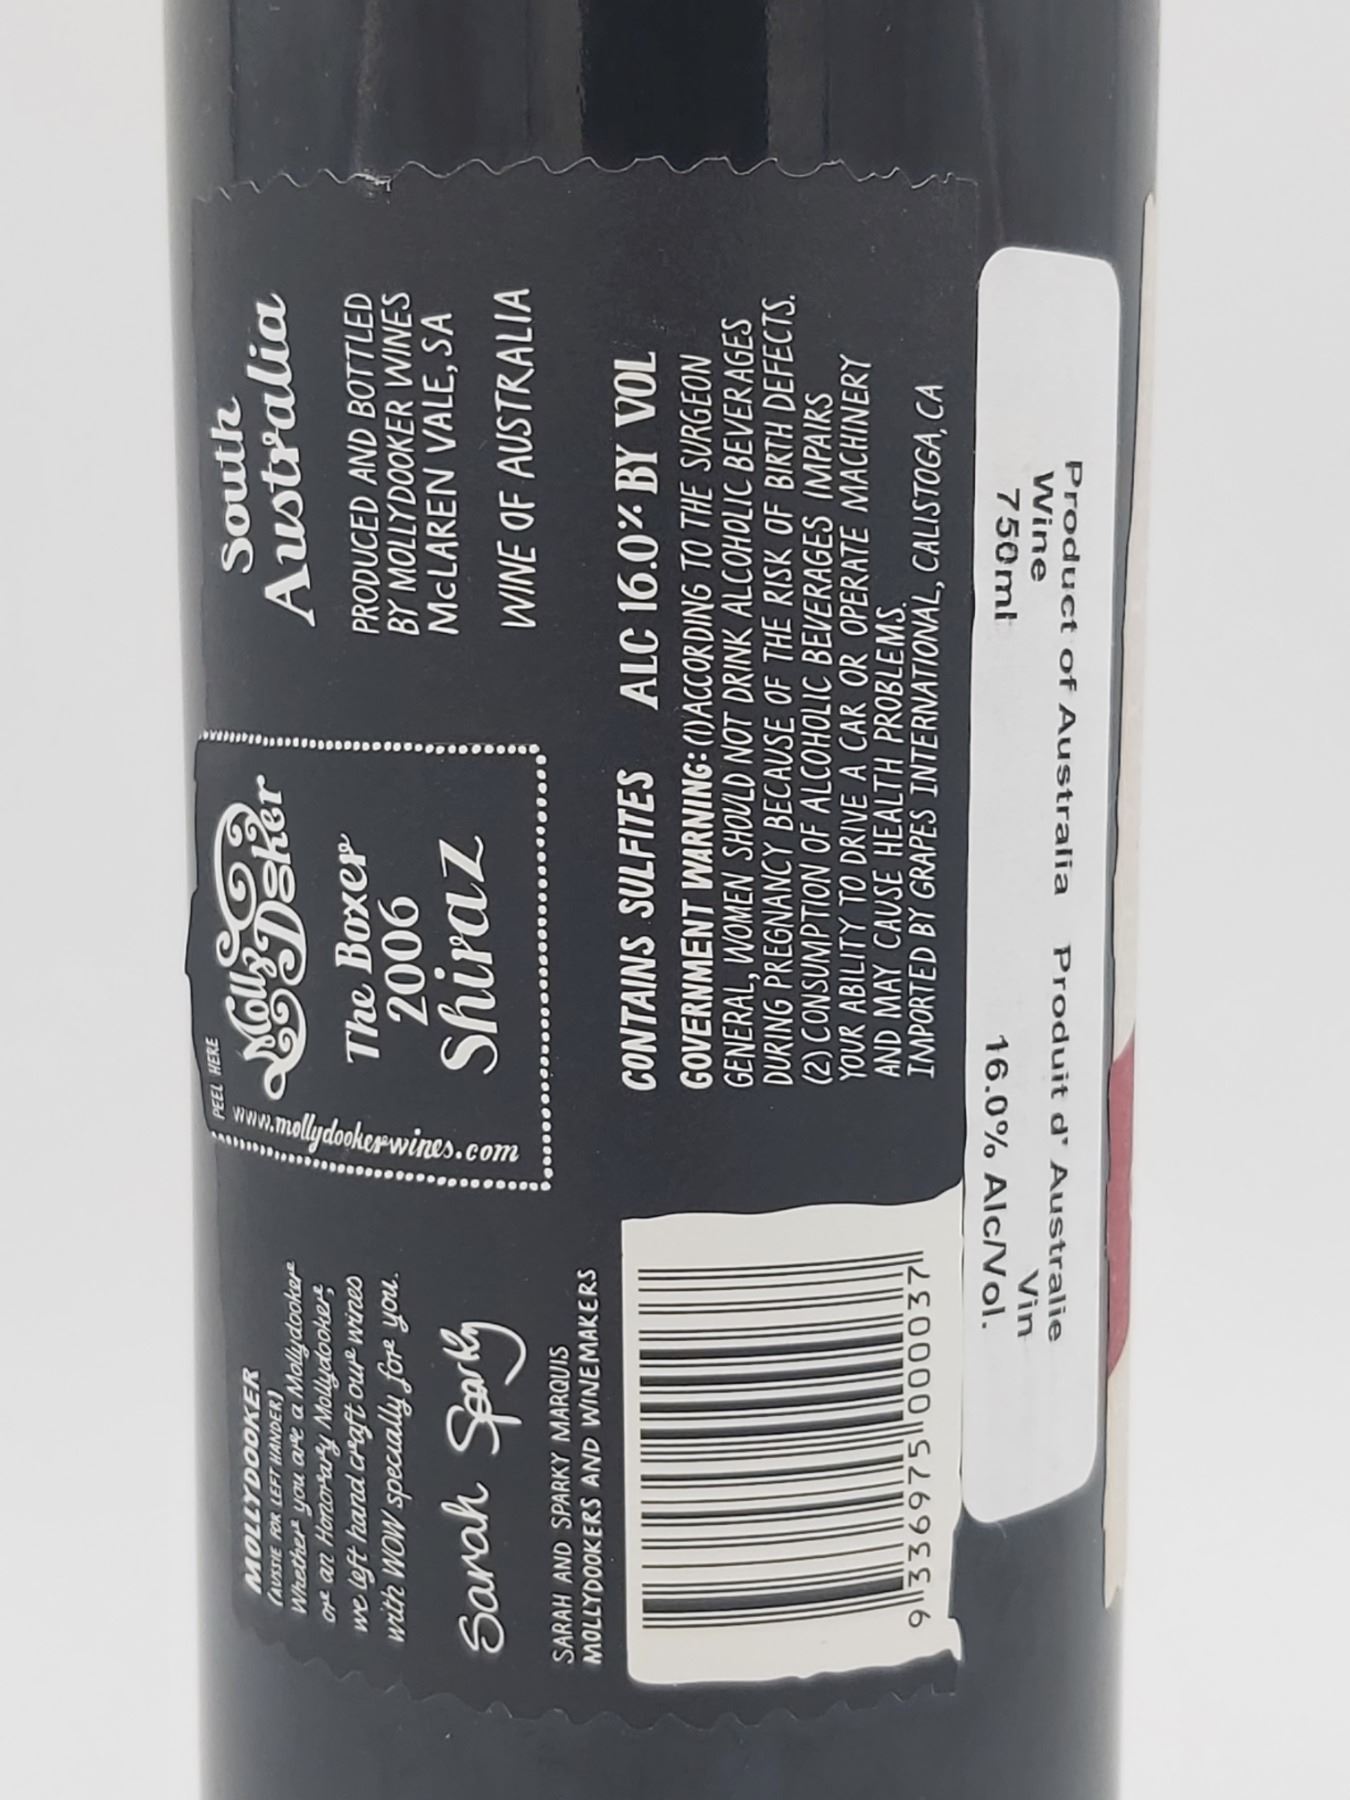 MOLLYDOOKER
(AUSSIE FOR LEFT HANDER)
Whether you are a Mollydooker
or an Honorary Mollydooker,
we left hand craft our wines
with WOW specially for you.
Sarah Sparky
SARAH AND SPARKY MARQUIS
MOLLYDOOKERS AND WINEMAKERS
PEEL HERE
MollyDooker
The Boxer
2006
Shiraz
www.mollydookerwines.com
South
Australia
PRODUCED AND BOTTLED
BY MOLLYDOOKER WINES
McLAREN VALE, SA
WINE OF AUSTRALIA
CONTAINS SULFITES ALC 16.0% BY VOL
GOVERNMENT WARNING: (1) ACCORDING TO THE SURGEON
GENERAL, WOMEN SHOULD NOT DRINK ALCOHOLIC BEVERAGES
DURING PREGNANCY BECAUSE OF THE RISK OF BIRTH DEFECTS.
(2) CONSUMPTION OF ALCOHOLIC BEVERAGES IMPAIRS
YOUR ABILITY TO DRIVE A CAR OR OPERATE MACHINERY
AND MAY CAUSE HEALTH PROBLEMS.
IMPORTED BY GRAPES INTERNATIONAL, CALISTOGA, CA
9 336975 000037
Product of Australia Produit d' Australie
Wine Vin
750ml 16.0% Alc/Vol.